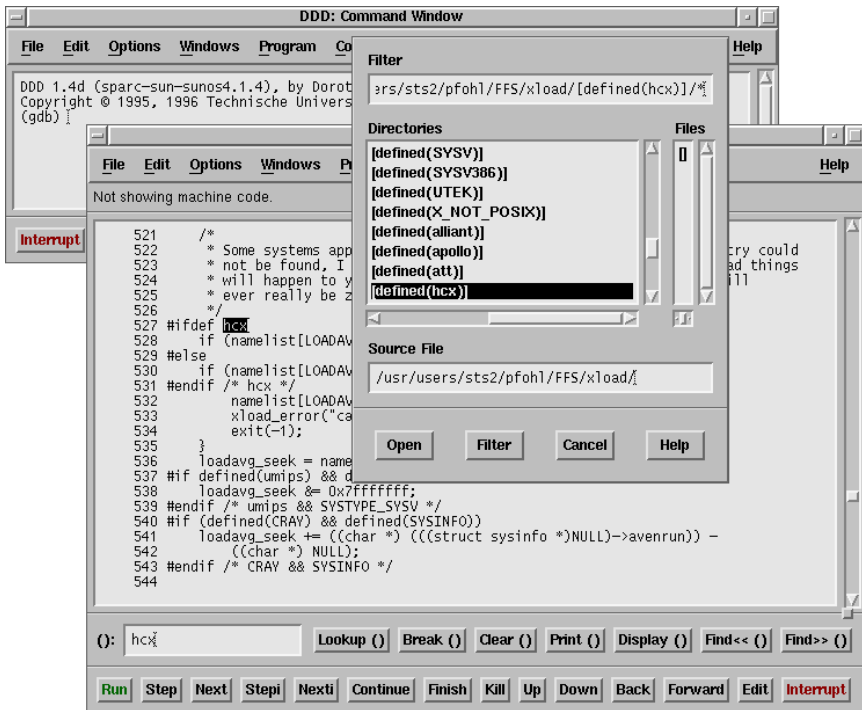 DDD: Command Window
File Edit Options Windows Program Co
Help
DDD 1.4d (sparc-sun-sunos4.1.4), by Dorot
Copyright © 1995, 1996 Technische Univers
(gdb)
Interrupt
File Edit Options Windows
Help
Not showing machine code.
521 /*
522 * Some systems app
try could
523 * not be found, I
ad things
524 * will happen to y
ill
525 * ever really be z
526 */
527 #ifdef hcx
528 if (namelist[LOADAV
529 #else
530 if (namelist[LOADAV
531 #endif /* hcx */
532 namelist[LOADAV
533 xload_error("ca
534 exit(-1);
535 }
536 loadavg_seek = name
537 #if defined(umips) && d
538 loadavg_seek &= 0x7fffffff;
539 #endif /* umips && SYSTYPE_SYSV */
540 #if (defined(CRAY) && defined(SYSINFO))
541 loadavg_seek += ((char *) (((struct sysinfo *)NULL)->avenrun)) -
542 ((char *) NULL);
543 #endif /* CRAY && SYSINFO */
544
(): hcx
Lookup () Break () Clear () Print () Display () Find<< () Find>> ()
Run Step Next Stepi Nexti Continue Finish Kill Up Down Back Forward Edit Interrupt
Filter
ers/sts2/pfohl/FFS/xload/[defined(hcx)]/*
Directories
Files
[defined(SYSV)]
[]
[defined(SYSV386)]
[defined(UTEK)]
[defined(X_NOT_POSIX)]
[defined(alliant)]
[defined(apollo)]
[defined(att)]
[defined(hcx)]
Source File
/usr/users/sts2/pfohl/FFS/xload/
Open Filter Cancel Help